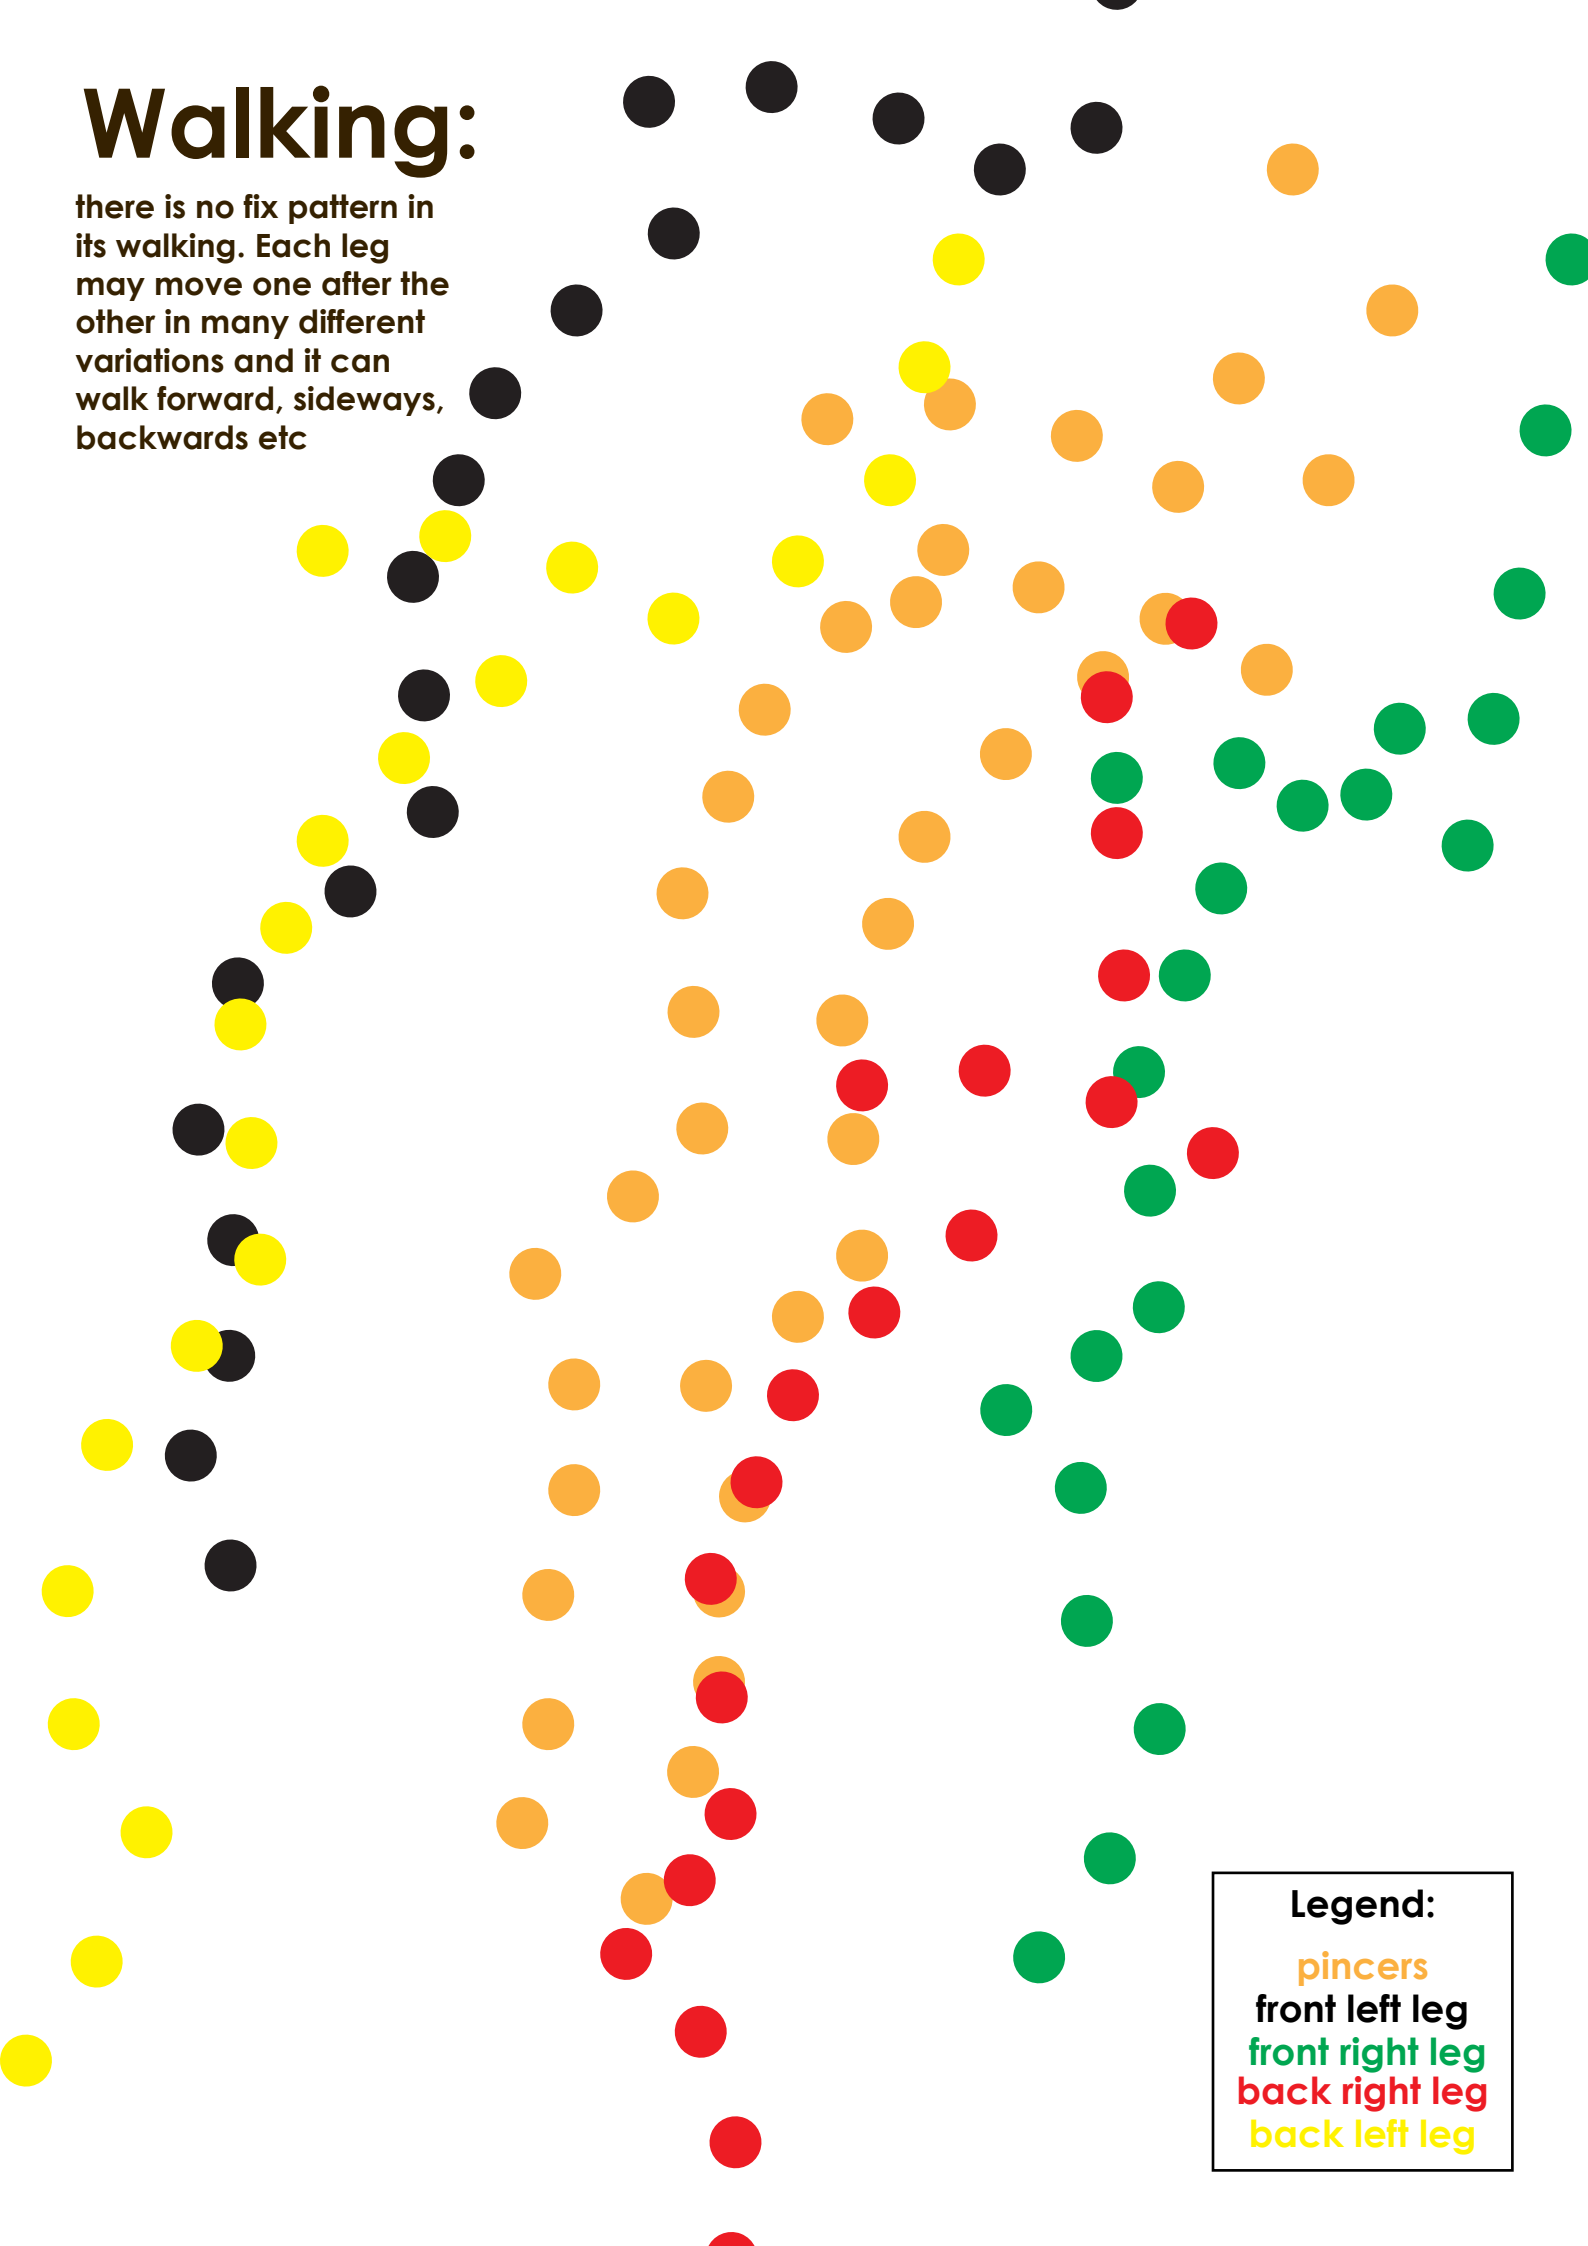 Walking:
there is no fix pattern in
its walking. Each leg
may move one after the
other in many different
variations and it can
walk forward, sideways,
backwards etc
Legend:
pincers
front left leg
front right leg
back right leg
back left leg